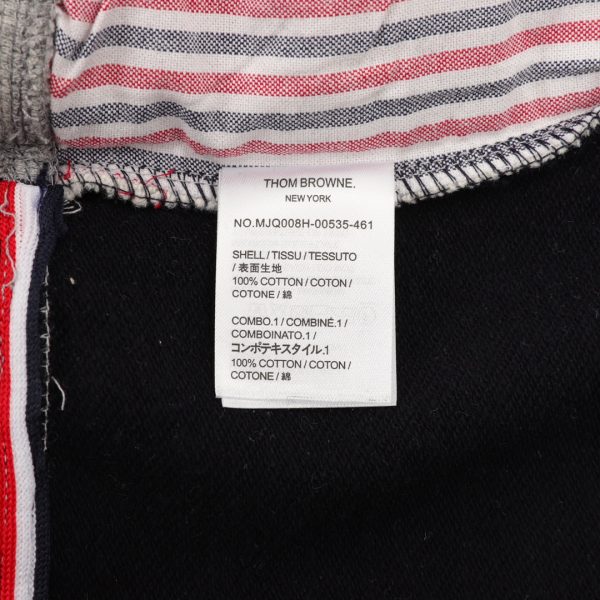 THOM BROWNE.
NEW YORK
NO.MJQ008H-00535-461
SHELL / TISSU / TESSUTO
/ 表面生地
100% COTTON / COTON /
COTONE / 綿
COMBO.1 / COMBINÉ.1 /
COMBOINATO.1 /
コンポテキスタイル.1
100% COTTON / COTON /
COTONE / 綿